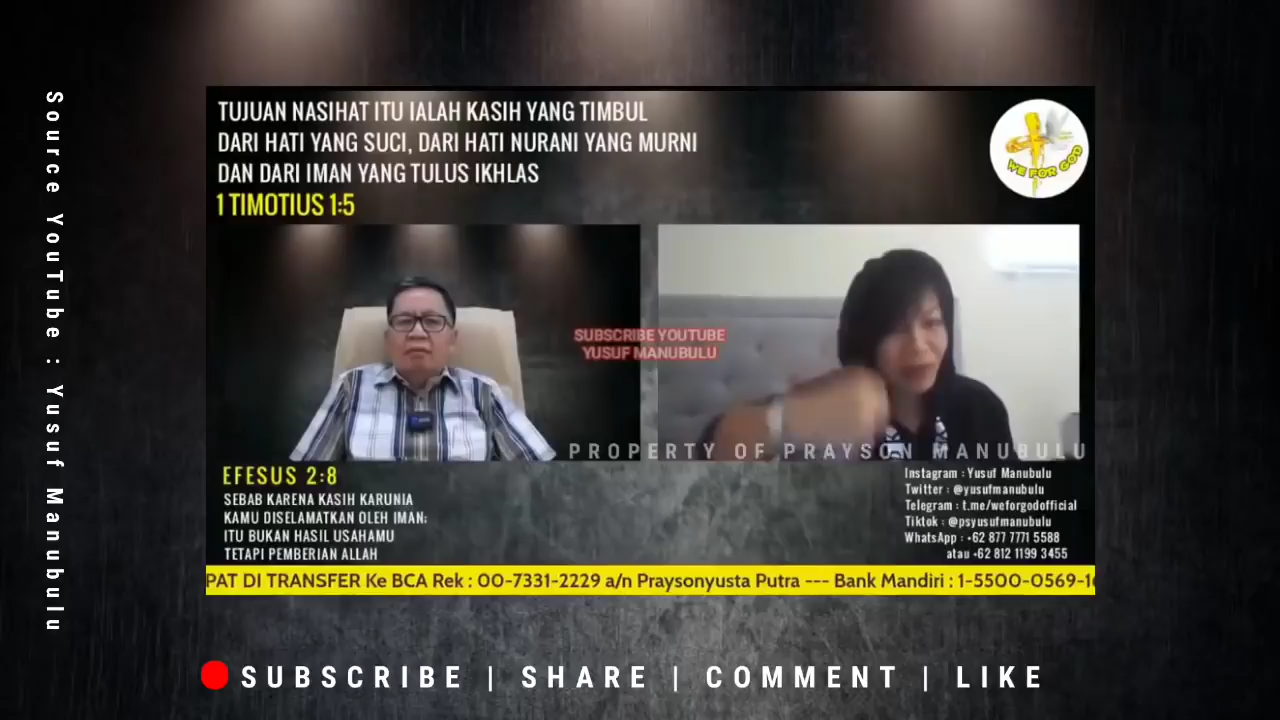 Source YouTube : Yusuf Manubulu
TUJUAN NASIHAT ITU IALAH KASIH YANG TIMBUL
DARI HATI YANG SUCI, DARI HATI NURANI YANG MURNI
DAN DARI IMAN YANG TULUS IKHLAS
1 TIMOTIUS 1:5
WE FOR GOD
SUBSCRIBE YOUTUBE
YUSUF MANUBULU
PROPERTY OF PRAYSON MANUBULU
EFESUS 2:8
SEBAB KARENA KASIH KARUNIA
KAMU DISELAMATKAN OLEH IMAN;
ITU BUKAN HASIL USAHAMU
TETAPI PEMBERIAN ALLAH
Instagram : Yusuf Manubulu
Twitter : @yusufmanubulu
Telegram : t.me/weforgodofficial
Tiktok : @psyusufmanubulu
WhatsApp : +62 877 7771 5588
atau +62 812 1199 3455
PAT DI TRANSFER Ke BCA Rek : 00-7331-2229 a/n Praysonyusta Putra --- Bank Mandiri : 1-5500-0569-1
SUBSCRIBE | SHARE | COMMENT | LIKE